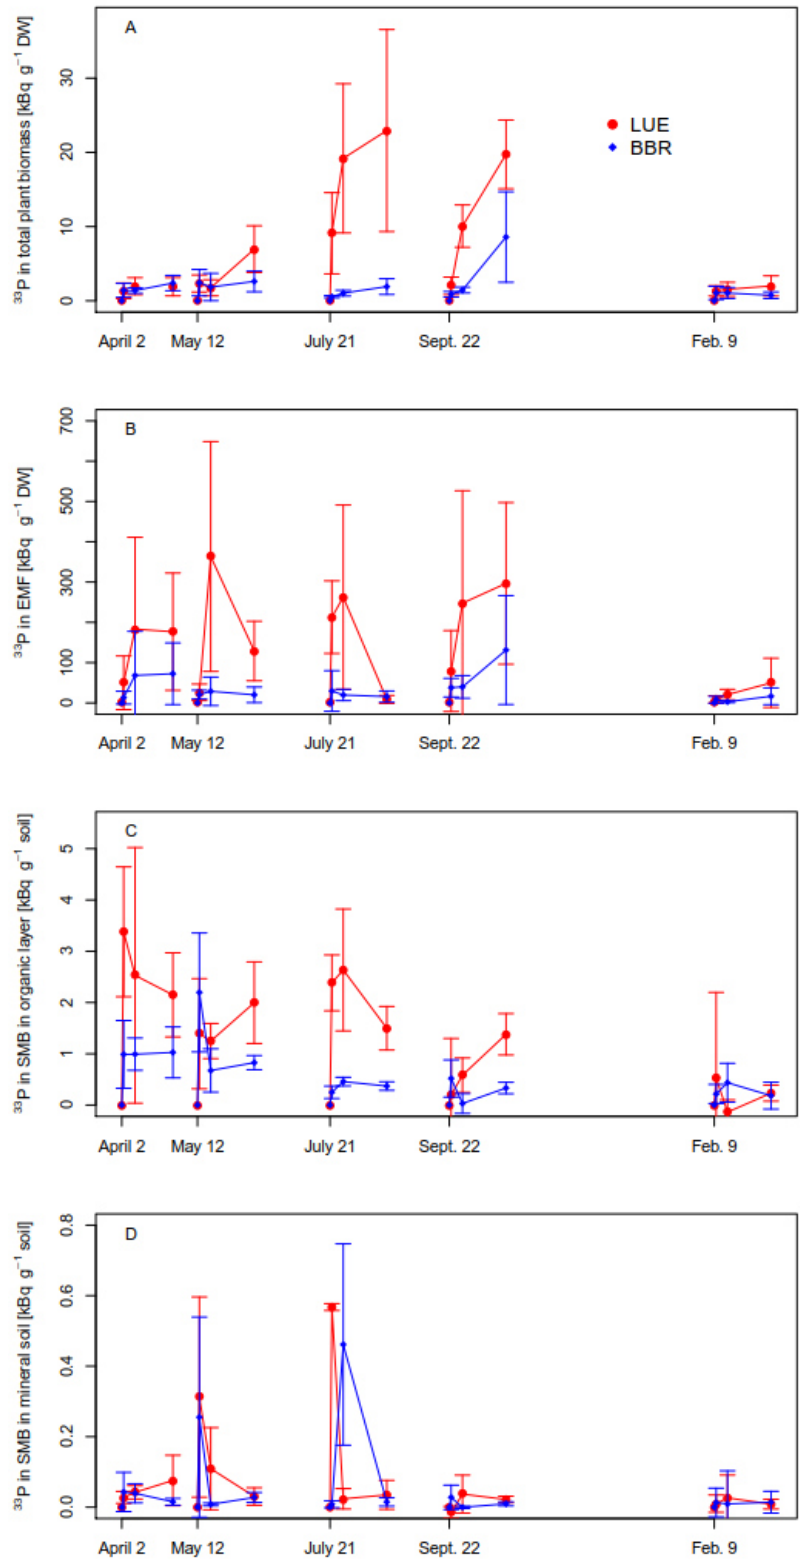 A
³³P in total plant biomass [kBq g⁻¹ DW]
30
20
10
0
LUE
BBR
April 2 May 12 July 21 Sept. 22 Feb. 9
B
³³P in EMF [kBq g⁻¹ DW]
700
500
300
100
0
April 2 May 12 July 21 Sept. 22 Feb. 9
C
³³P in SMB in organic layer [kBq g⁻¹ soil]
5
4
3
2
1
0
April 2 May 12 July 21 Sept. 22 Feb. 9
D
³³P in SMB in mineral soil [kBq g⁻¹ soil]
0.8
0.6
0.4
0.2
0.0
April 2 May 12 July 21 Sept. 22 Feb. 9